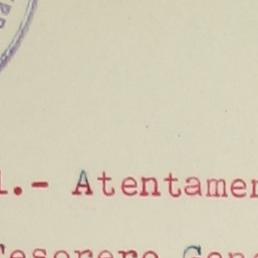 1.- Atentamen
Tesorero Gene